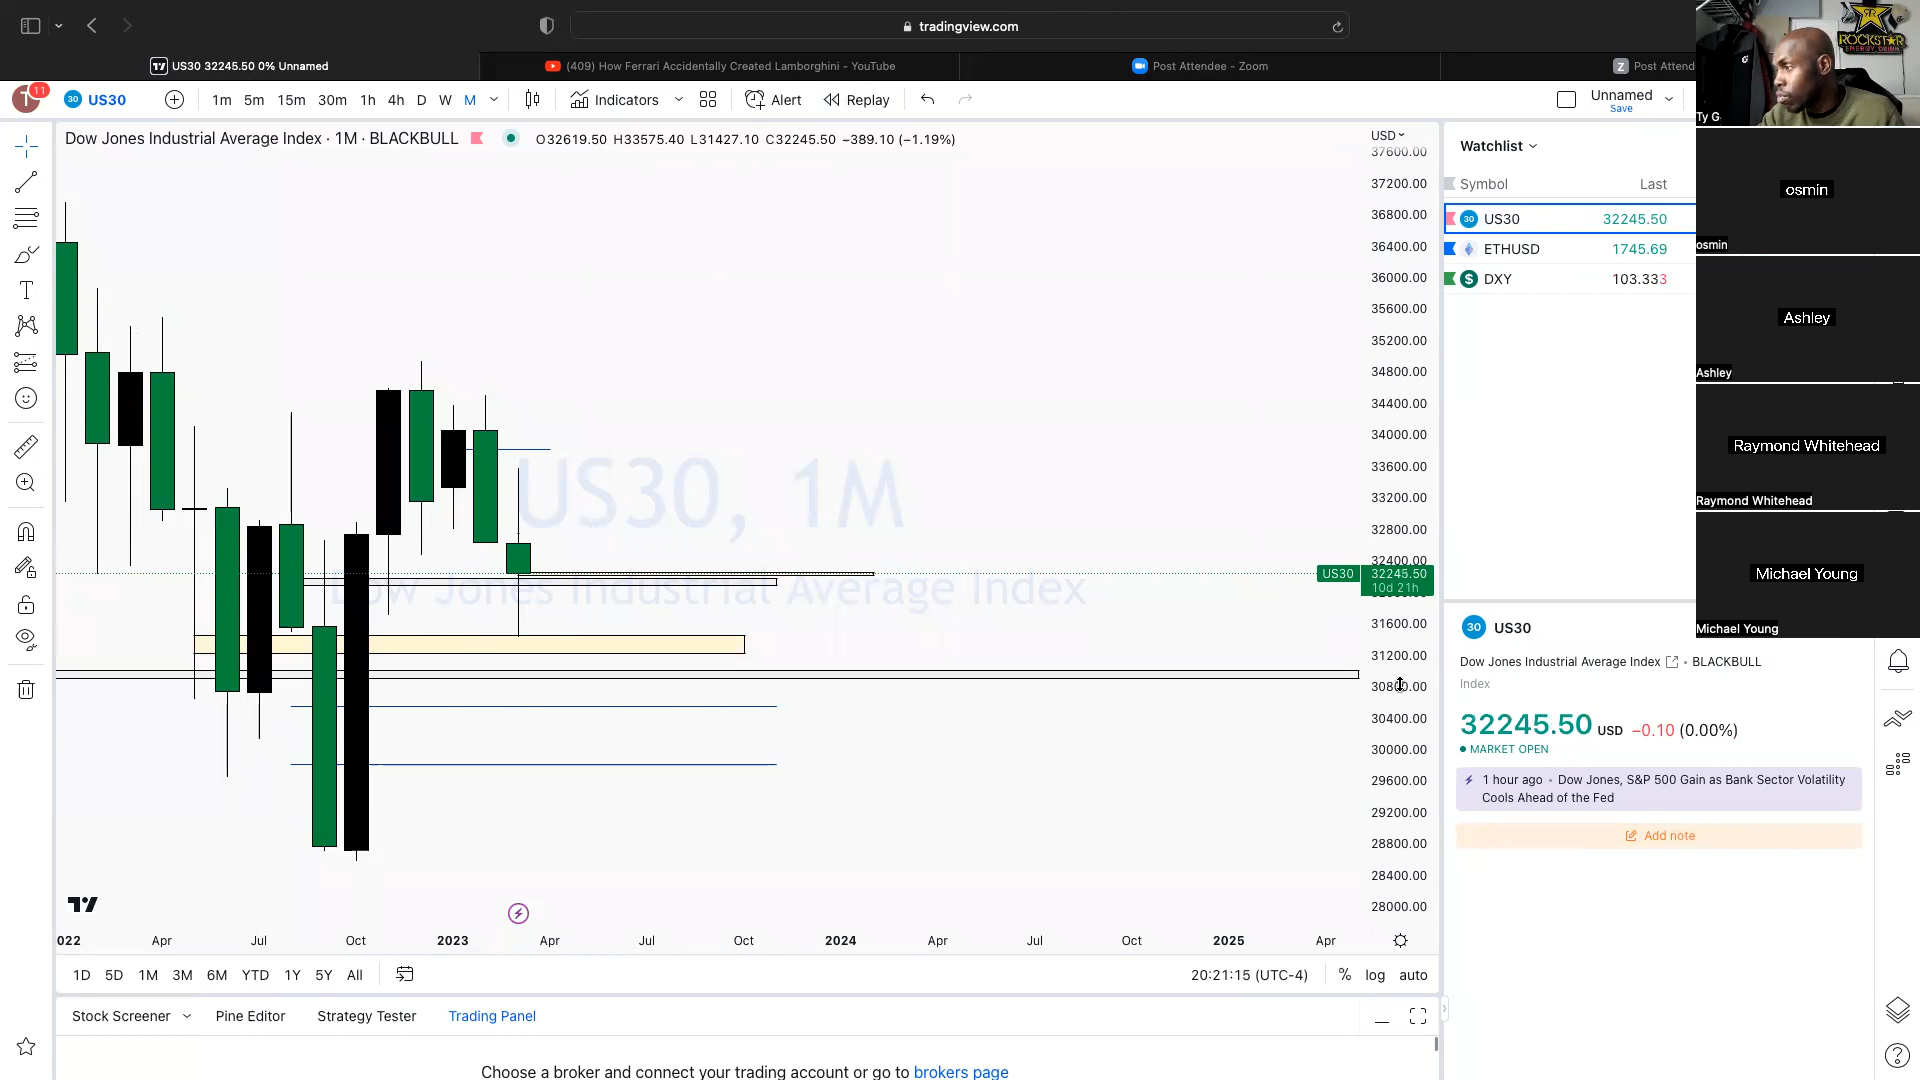 tradingview.com
US30 32245.50 0% Unnamed
(409) How Ferrari Accidentally Created Lamborghini - YouTube
Post Attendee - Zoom
Z Post Attend
T 11
30 US30
1m 5m 15m 30m 1h 4h D W M
Indicators
Alert
Replay
Unnamed
Save
Dow Jones Industrial Average Index · 1M · BLACKBULL
O32619.50 H33575.40 L31427.10 C32245.50 −389.10 (−1.19%)
USD
37600.00
37200.00
36800.00
36400.00
36000.00
35600.00
35200.00
34800.00
34400.00
34000.00
33600.00
33200.00
32800.00
32400.00
US30 32245.50
10d 21h
31600.00
31200.00
30800.00
30400.00
30000.00
29600.00
29200.00
28800.00
28400.00
28000.00
US30, 1M
Dow Jones Industrial Average Index
022 Apr Jul Oct 2023 Apr Jul Oct 2024 Apr Jul Oct 2025 Apr
1D 5D 1M 3M 6M YTD 1Y 5Y All
20:21:15 (UTC-4)
% log auto
Stock Screener
Pine Editor
Strategy Tester
Trading Panel
Choose a broker and connect your trading account or go to brokers page
Watchlist
Symbol Last
30 US30 32245.50
ETHUSD 1745.69
$ DXY 103.333
30 US30
Dow Jones Industrial Average Index • BLACKBULL
Index
32245.50 USD −0.10 (0.00%)
MARKET OPEN
1 hour ago • Dow Jones, S&P 500 Gain as Bank Sector Volatility
Cools Ahead of the Fed
Add note
ROCKSTAR
ENERGY DRINK
Ty G
osmin
osmin
Ashley
Ashley
Raymond Whitehead
Raymond Whitehead
Michael Young
Michael Young